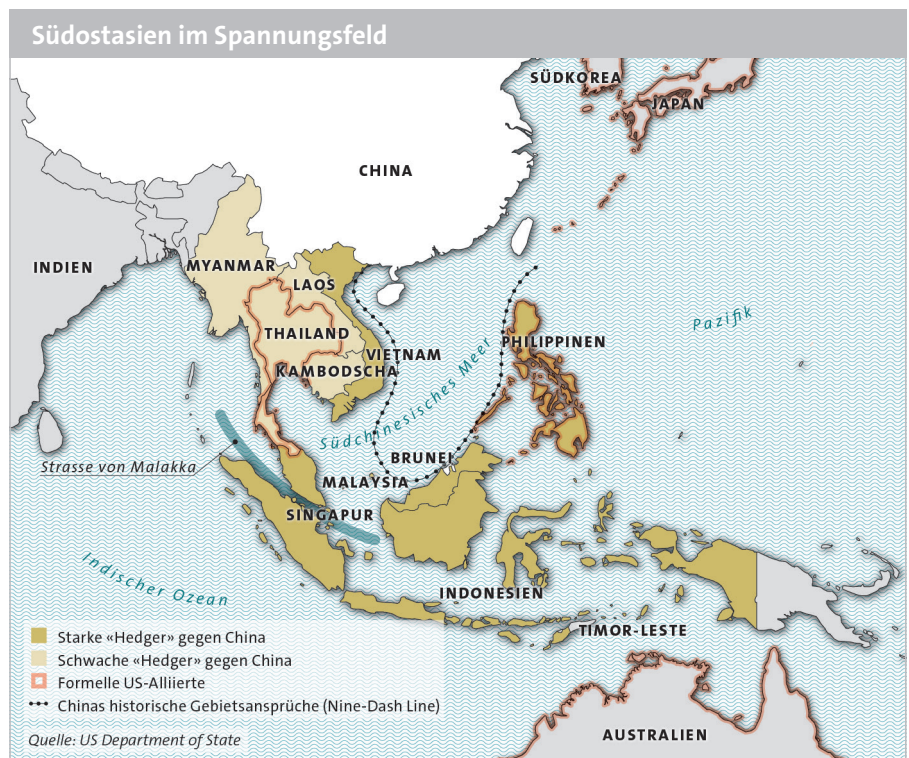 Südostasien im Spannungsfeld
SÜDKOREA
JAPAN
CHINA
INDIEN
MYANMAR
LAOS
THAILAND
VIETNAM
KAMBODSCHA
PHILIPPINEN
Pazifik
Südchinesisches Meer
Strasse von Malakka
BRUNEI
MALAYSIA
SINGAPUR
Indischer Ozean
INDONESIEN
TIMOR-LESTE
AUSTRALIEN
Starke «Hedger» gegen China
Schwache «Hedger» gegen China
Formelle US-Alliierte
Chinas historische Gebietsansprüche (Nine-Dash Line)
Quelle: US Department of State